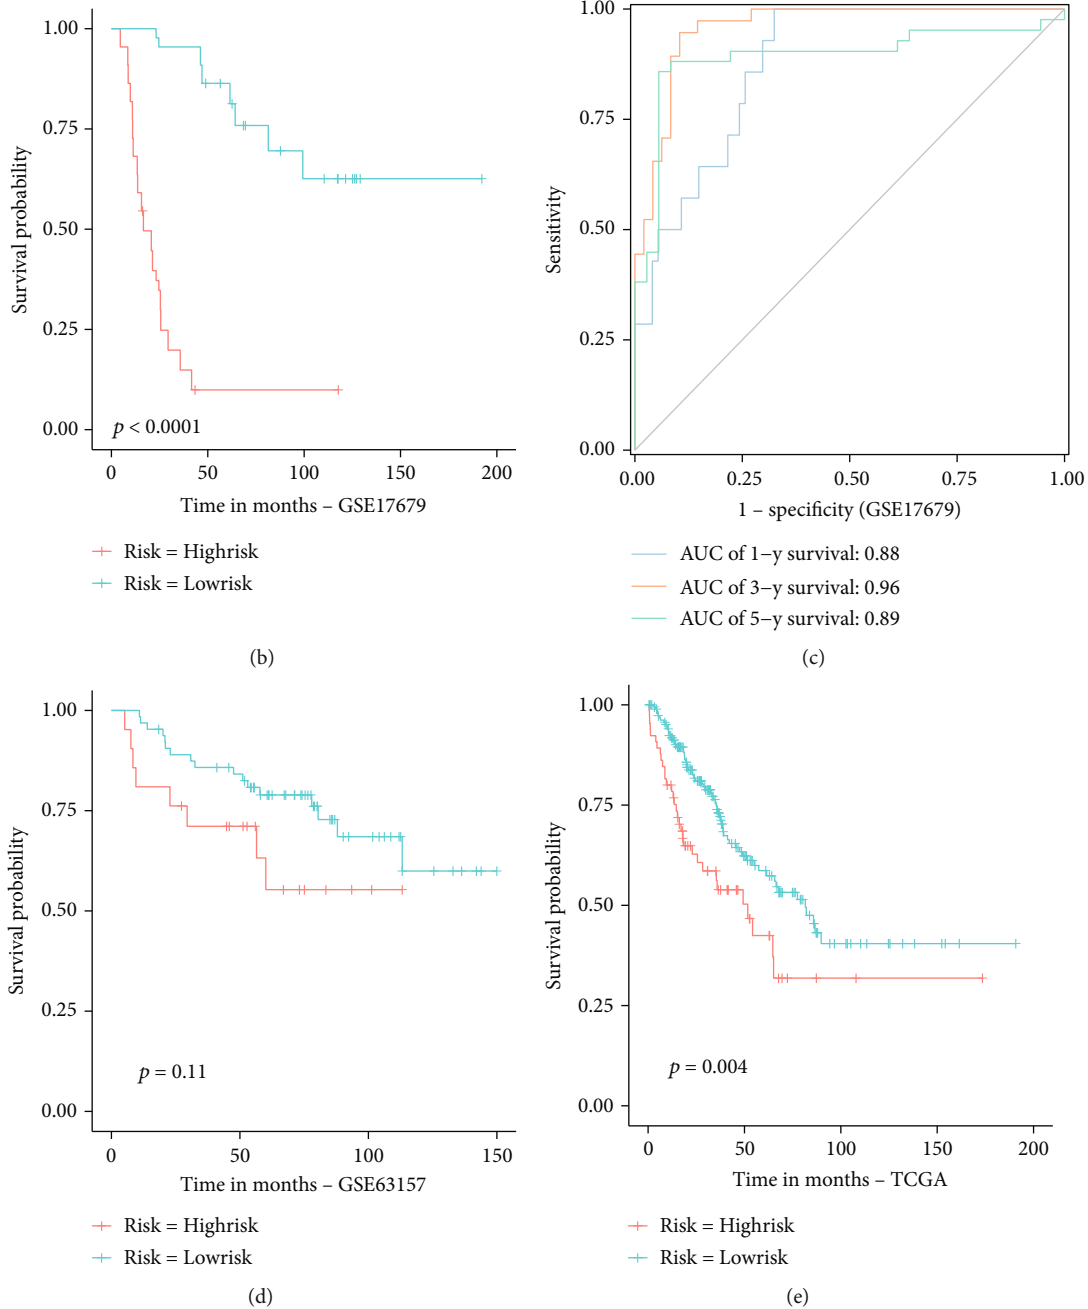 1.00
0.75
0.50
0.25
0.00
Survival probability
p < 0.0001
0
50
100
150
200
Time in months – GSE17679
Risk = Highrisk
Risk = Lowrisk
(b)
1.00
0.75
0.50
0.25
0.00
Sensitivity
0.00
0.25
0.50
0.75
1.00
1 – specificity (GSE17679)
AUC of 1–y survival: 0.88
AUC of 3–y survival: 0.96
AUC of 5–y survival: 0.89
(c)
1.00
0.75
0.50
0.25
0.00
Survival probability
p = 0.11
0
50
100
150
Time in months – GSE63157
Risk = Highrisk
Risk = Lowrisk
(d)
1.00
0.75
0.50
0.25
0.00
Survival probability
p = 0.004
0
50
100
150
200
Time in months – TCGA
Risk = Highrisk
Risk = Lowrisk
(e)